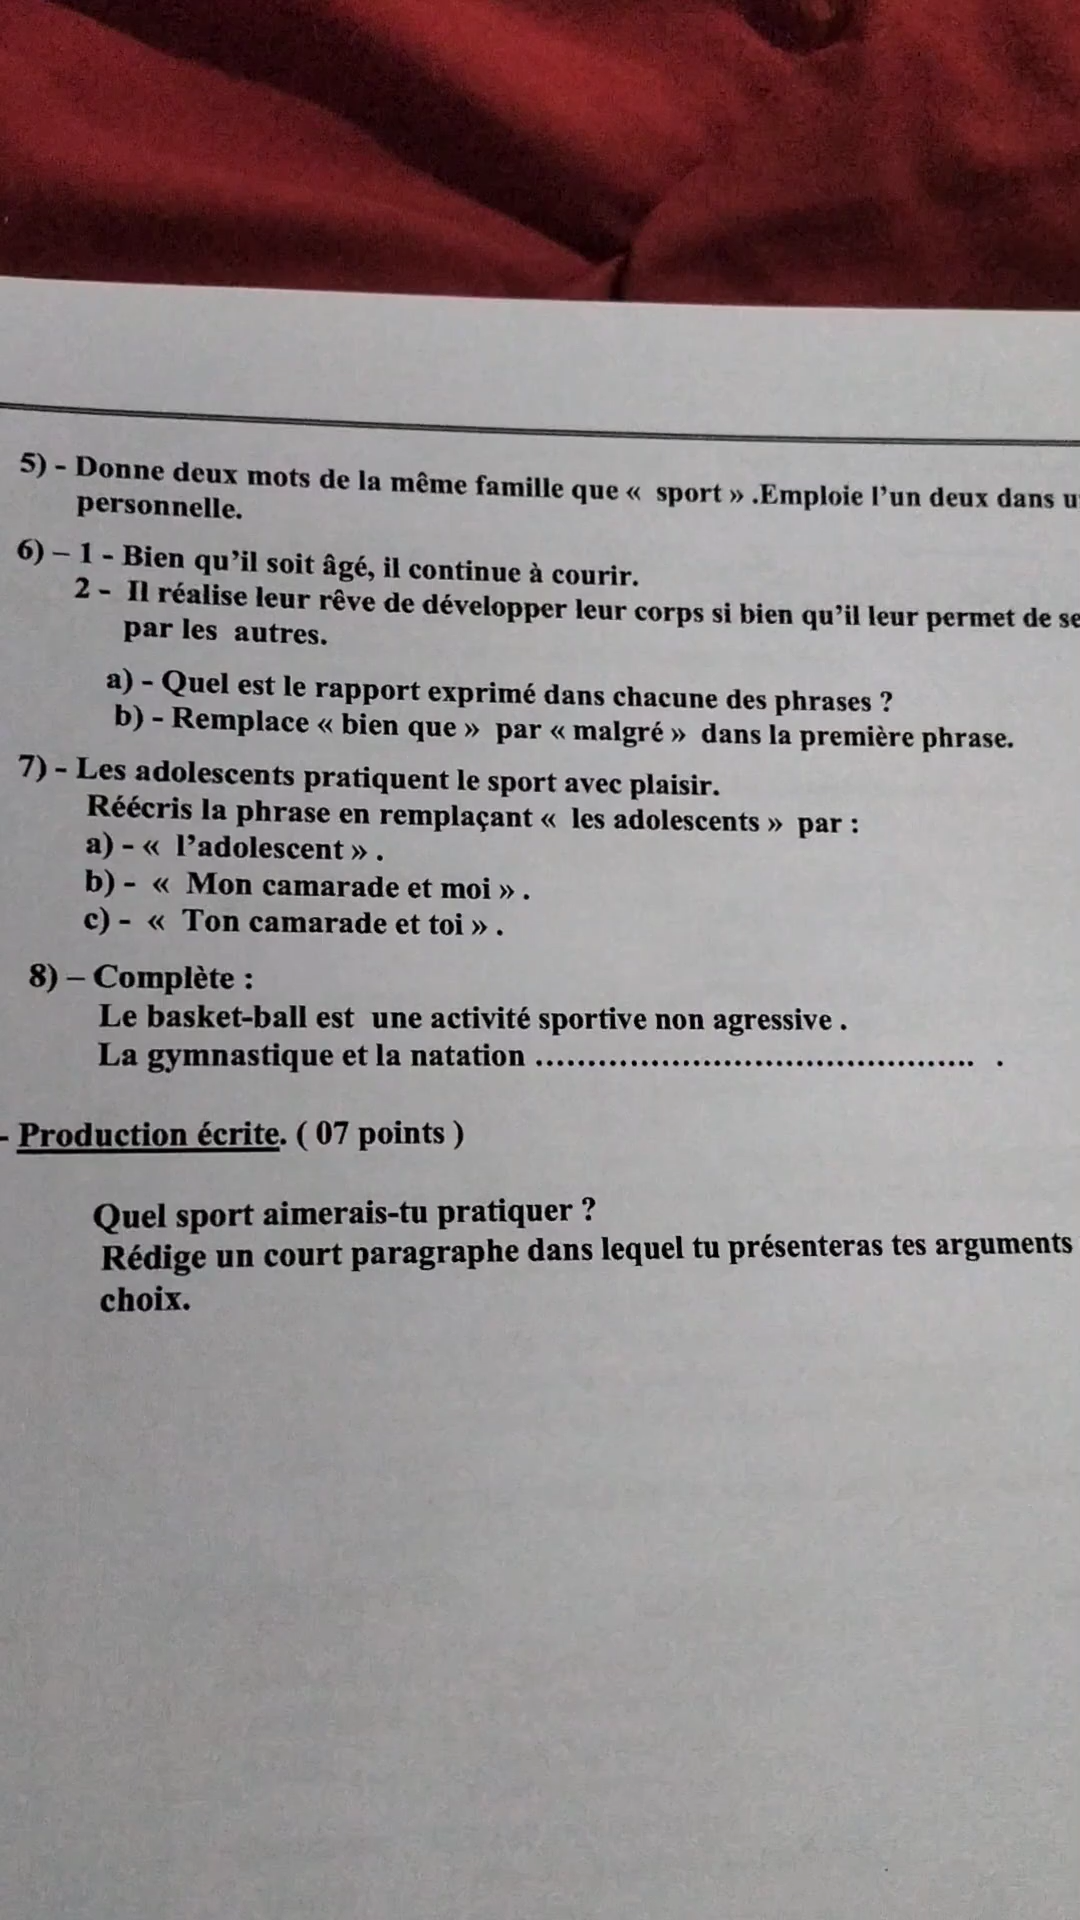 5) - Donne deux mots de la même famille que « sport » .Emploie l'un deux dans
personnelle.
6) – 1 - Bien qu'il soit âgé, il continue à courir.
2 - Il réalise leur rêve de développer leur corps si bien qu'il leur permet de
par les autres.
a) - Quel est le rapport exprimé dans chacune des phrases ?
b) - Remplace « bien que » par « malgré » dans la première phrase.
7) - Les adolescents pratiquent le sport avec plaisir.
Réécris la phrase en remplaçant « les adolescents » par :
a) - « l'adolescent » .
b) - « Mon camarade et moi » .
c) - « Ton camarade et toi » .
8) – Complète :
Le basket-ball est une activité sportive non agressive .
La gymnastique et la natation ........................................... .
- Production écrite. ( 07 points )
Quel sport aimerais-tu pratiquer ?
Rédige un court paragraphe dans lequel tu présenteras tes arguments
choix.